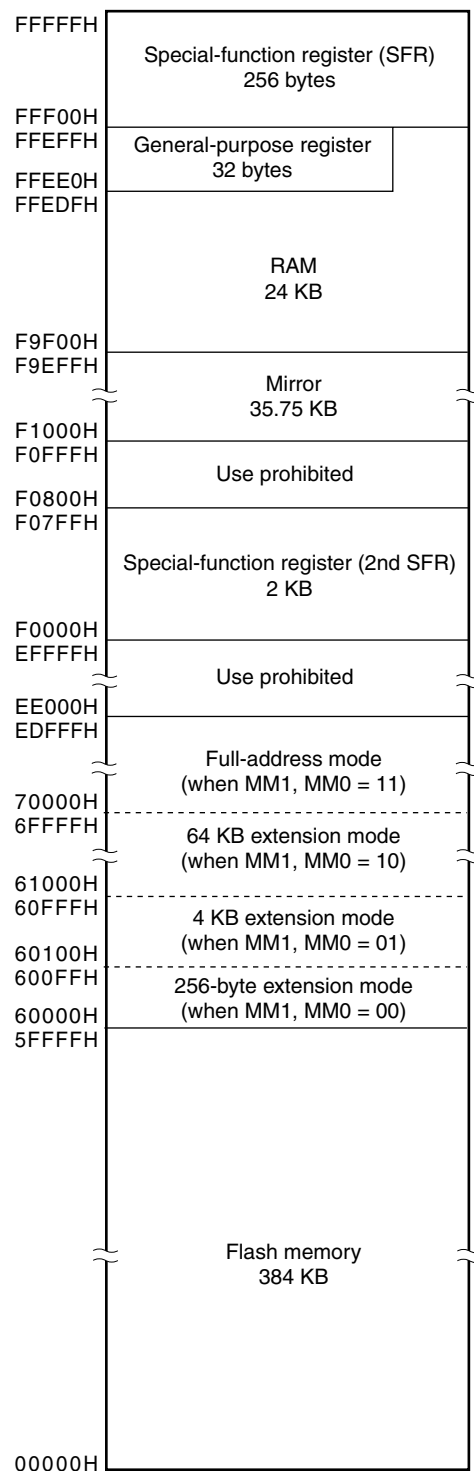 FFFFFH
Special-function register (SFR)
256 bytes
FFF00H
FFEFFH
General-purpose register
32 bytes
FFEE0H
FFEDFH
RAM
24 KB
F9F00H
F9EFFH
Mirror
35.75 KB
F1000H
F0FFFH
Use prohibited
F0800H
F07FFH
Special-function register (2nd SFR)
2 KB
F0000H
EFFFFH
Use prohibited
EE000H
EDFFFH
Full-address mode
(when MM1, MM0 = 11)
70000H
6FFFFH
64 KB extension mode
(when MM1, MM0 = 10)
61000H
60FFFH
4 KB extension mode
(when MM1, MM0 = 01)
60100H
600FFH
256-byte extension mode
(when MM1, MM0 = 00)
60000H
5FFFFH
Flash memory
384 KB
00000H